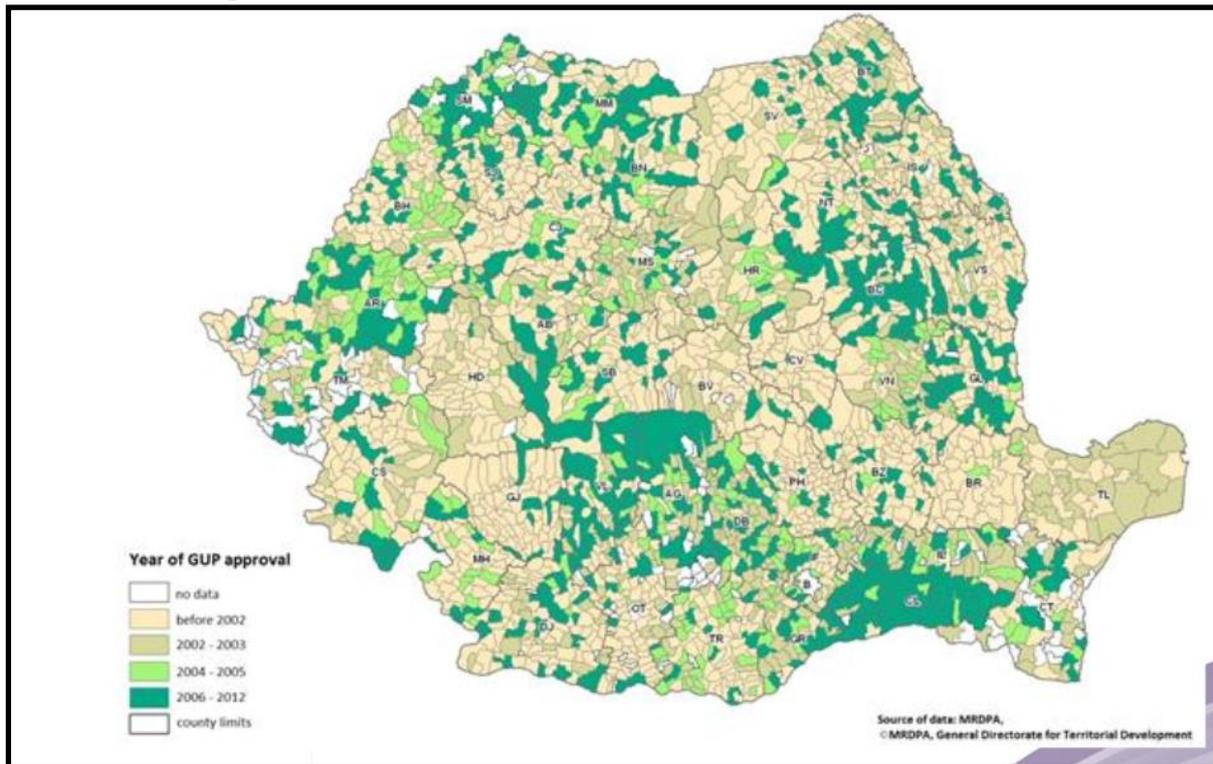 BT
SM
MM
SV
BN
SJ
IS
BH
NT
CJ
MS
HR
VS
BC
AR
AB
CV
TM
HD
SB
BV
VN
GL
CS
VL
AG
PH
BZ
BR
GJ
TL
DB
IF
IL
MH
B
CL
CT
OT
DJ
TR
GR
Year of GUP approval
no data
before 2002
2002 - 2003
2004 - 2005
2006 - 2012
county limits
Source of data: MRDPA,
©MRDPA, General Directorate for Territorial Development